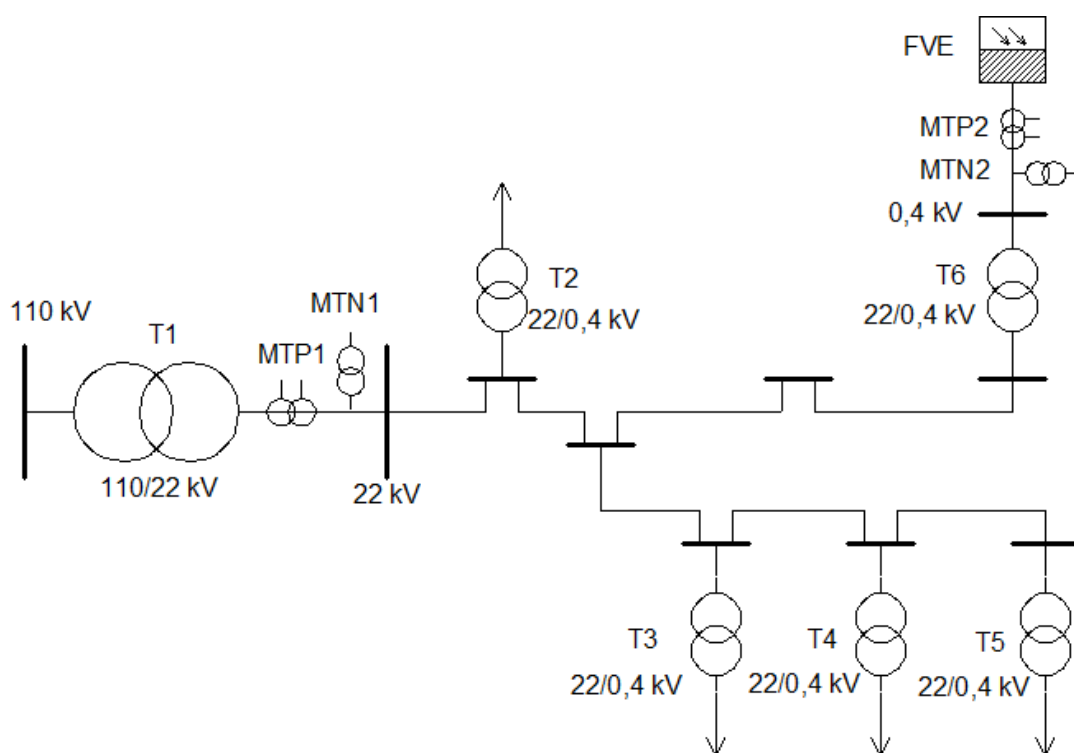 FVE
MTP2
MTN2
0,4 kV
T6
22/0,4 kV
T2
22/0,4 kV
110 kV
T1
MTN1
MTP1
110/22 kV
22 kV
T3
22/0,4 kV
T4
22/0,4 kV
T5
22/0,4 kV